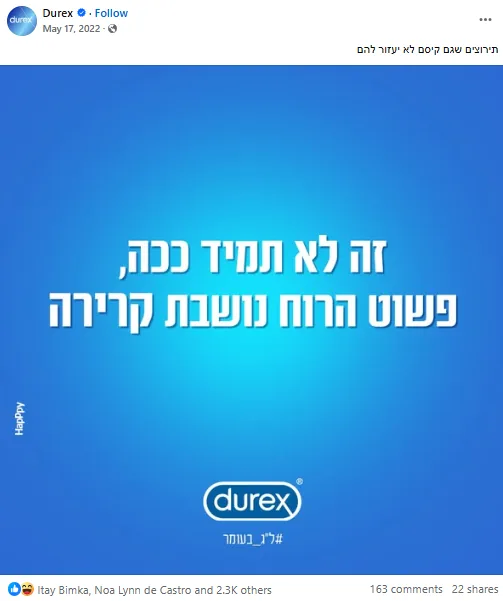 durex
Durex · Follow
May 17, 2022 ·
תירוצים שגם קיסם לא יעזור להם
זה לא תמיד ככה,
פשוט הרוח נושבת קרירה
HapPpy
durex®
#ל"ג_בעומר
Itay Bimka, Noa Lynn de Castro and 2.3K others
163 comments 22 shares